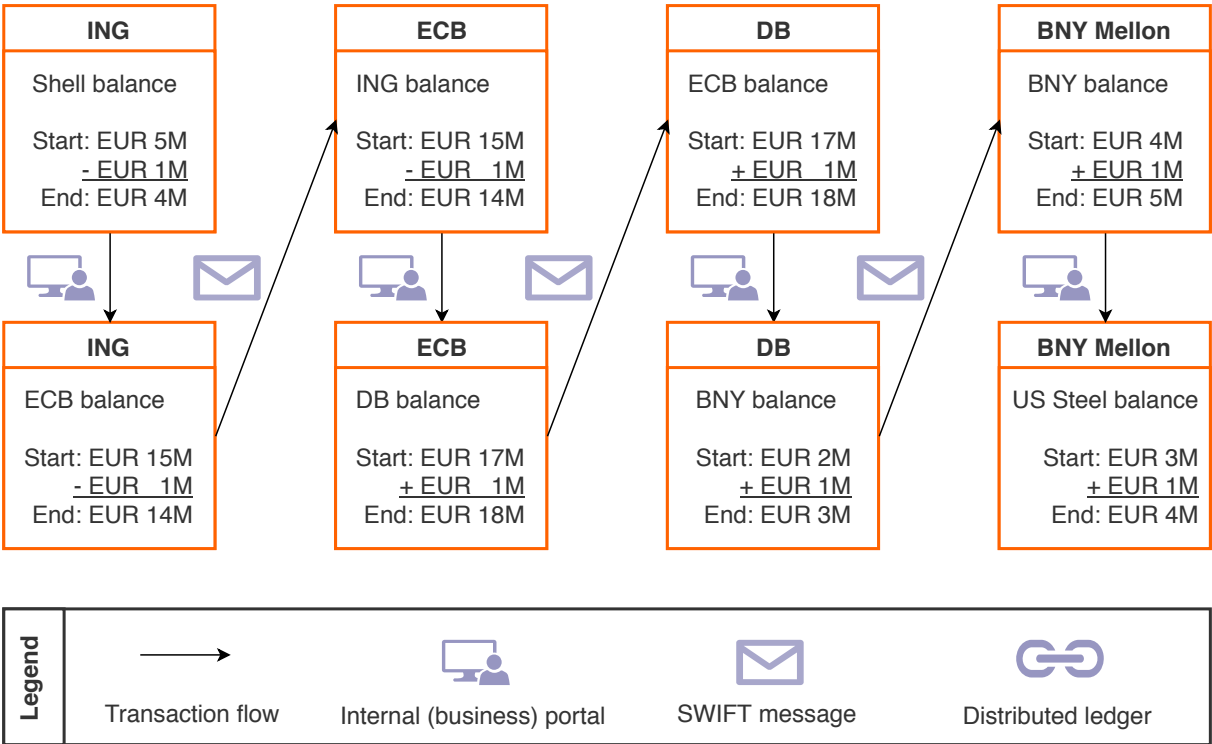 ING
Shell balance
Start: EUR 5M
- EUR 1M
End: EUR 4M
ECB
ING balance
Start: EUR 15M
- EUR 1M
End: EUR 14M
DB
ECB balance
Start: EUR 17M
+ EUR 1M
End: EUR 18M
BNY Mellon
BNY balance
Start: EUR 4M
+ EUR 1M
End: EUR 5M
ING
ECB balance
Start: EUR 15M
- EUR 1M
End: EUR 14M
ECB
DB balance
Start: EUR 17M
+ EUR 1M
End: EUR 18M
DB
BNY balance
Start: EUR 2M
+ EUR 1M
End: EUR 3M
BNY Mellon
US Steel balance
Start: EUR 3M
+ EUR 1M
End: EUR 4M
Legend
Transaction flow
Internal (business) portal
SWIFT message
Distributed ledger